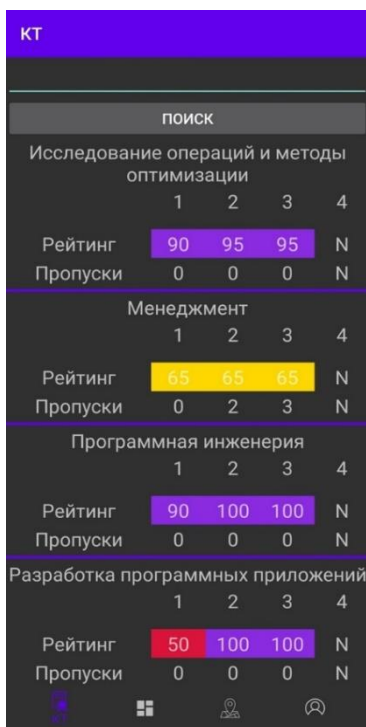 КТ
ПОИСК
Исследование операций и методы
оптимизации
1 2 3 4
Рейтинг 90 95 95 N
Пропуски 0 0 0 N
Менеджмент
1 2 3 4
Рейтинг 65 65 65 N
Пропуски 0 2 3 N
Программная инженерия
1 2 3 4
Рейтинг 90 100 100 N
Пропуски 0 0 0 N
Разработка программных приложений
1 2 3 4
Рейтинг 50 100 100 N
Пропуски 0 0 0 N
КТ